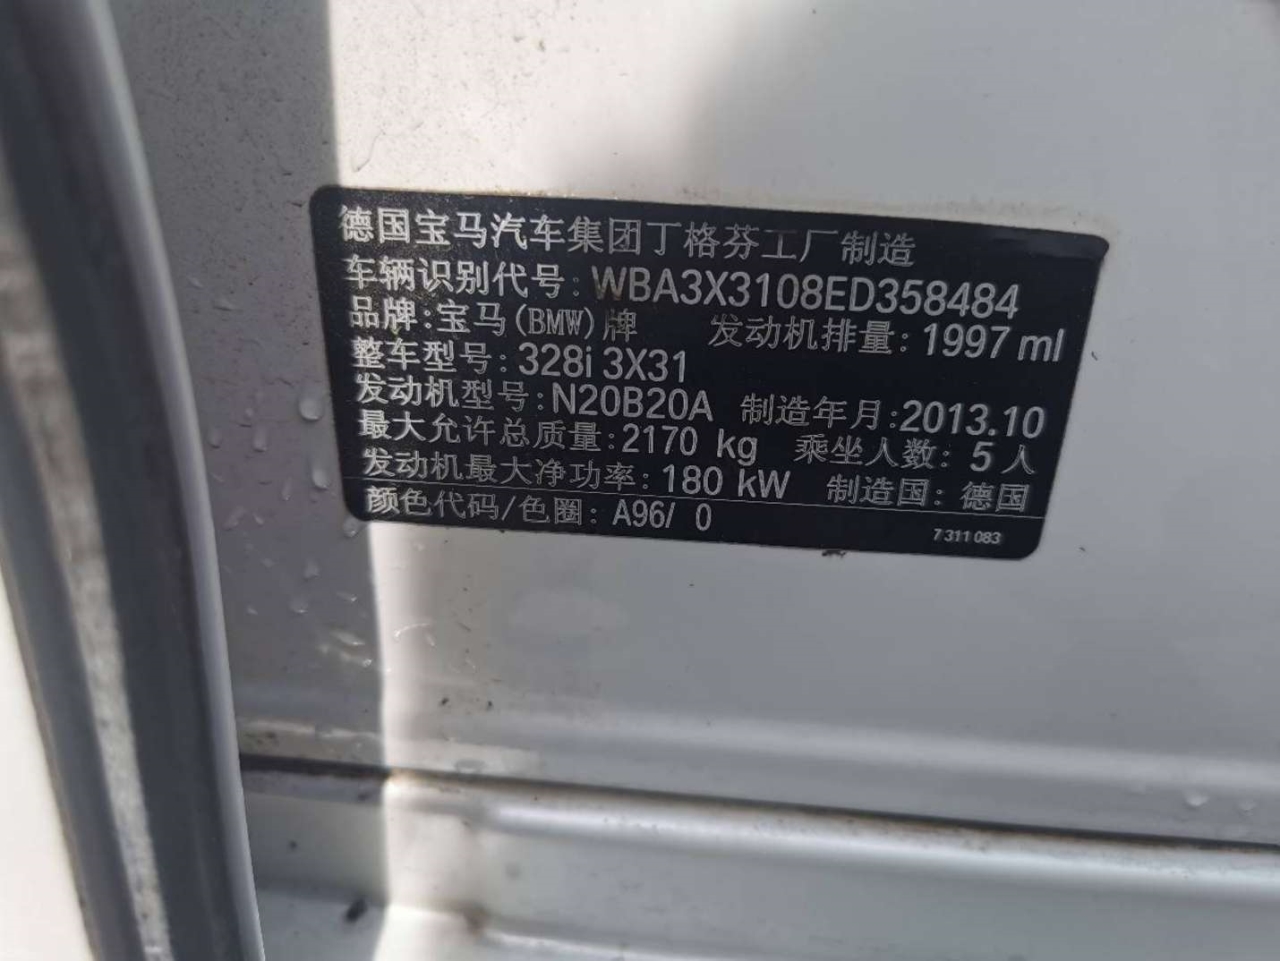 德国宝马汽车集团丁格芬工厂制造
车辆识别代号:WBA3X3108ED358484
品牌:宝马(BMW)牌 发动机排量:1997 ml
整车型号:328i 3X31
发动机型号:N20B20A 制造年月:2013.10
最大允许总质量:2170 kg 乘坐人数:5人
发动机最大净功率:180 kW 制造国:德国
颜色代码/色圈:A96/ 0
7 311 083